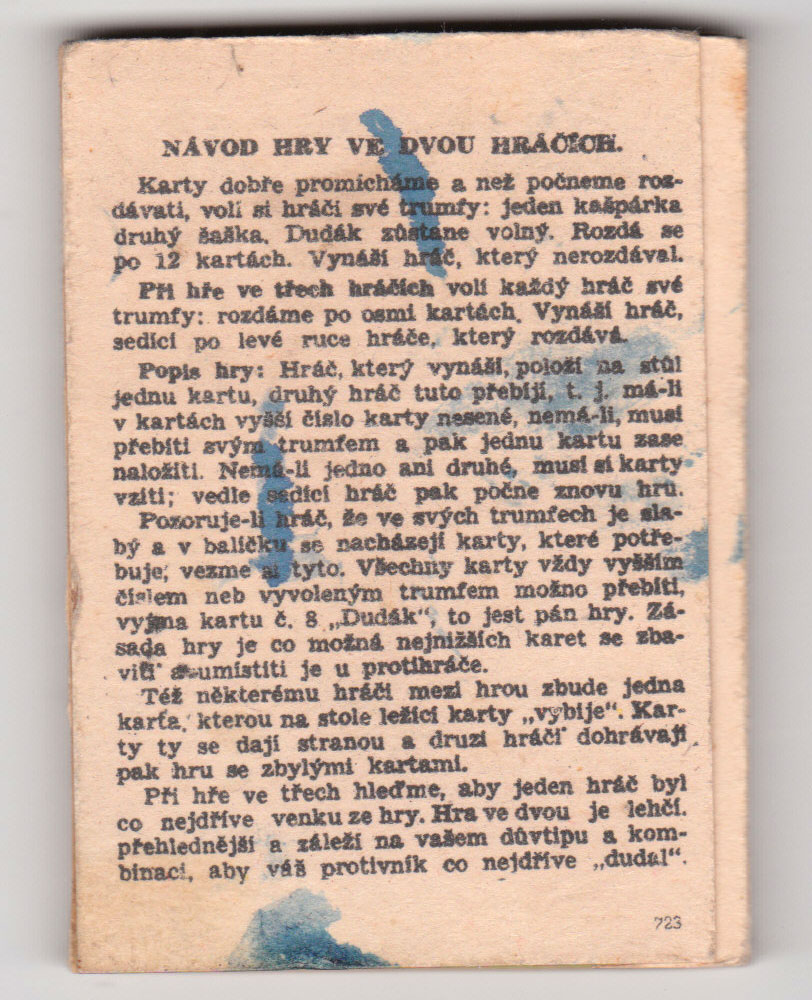 NÁVOD HRY VE DVOU HRÁČÍCH.
Karty dobře promícháme a než počneme roz-
dávati, volí si hráči své trumfy: jeden kašpárka
druhý šaška. Dudák zůstane volný. Rozdá se
po 12 kartách. Vynáší hráč, který nerozdával.
Při hře ve třech hráčích volí každý hráč své
trumfy: rozdáme po osmi kartách. Vynáší hráč,
sedící po levé ruce hráče, který rozdává.
Popis hry: Hráč, který vynáší, položí na stůl
jednu kartu, druhý hráč tuto přebíjí, t. j. má-li
v kartách vyšší číslo karty nesené, nemá-li, musí
přebíti svým trumfem a pak jednu kartu zase
naložiti. Nemá-li jedno ani druhé, musí si karty
vzíti; vedle sedící hráč pak počne znovu hru.
Pozoruje-li hráč, že ve svých trumfech je sla-
bý a v balíčku se nacházejí karty, které potře-
buje, vezme si tyto. Všechny karty vždy vyšším
číslem neb vyvoleným trumfem možno přebíti,
vyjma kartu č. 8 „Dudák“, to jest pán hry. Zá-
sada hry je co možná nejnižších karet se zba-
viti a umístiti je u protihráče.
Též některému hráči mezi hrou zbude jedna
karta, kterou na stole ležící karty „vybije“. Kar-
ty ty se dají stranou a druzí hráči dohrávají
pak hru se zbylými kartami.
Při hře ve třech hleďme, aby jeden hráč byl
co nejdříve venku ze hry. Hra ve dvou je lehčí.
přehlednější a záleží na vašem důvtipu a kom-
binaci, aby váš protivník co nejdříve „dudal“.
723